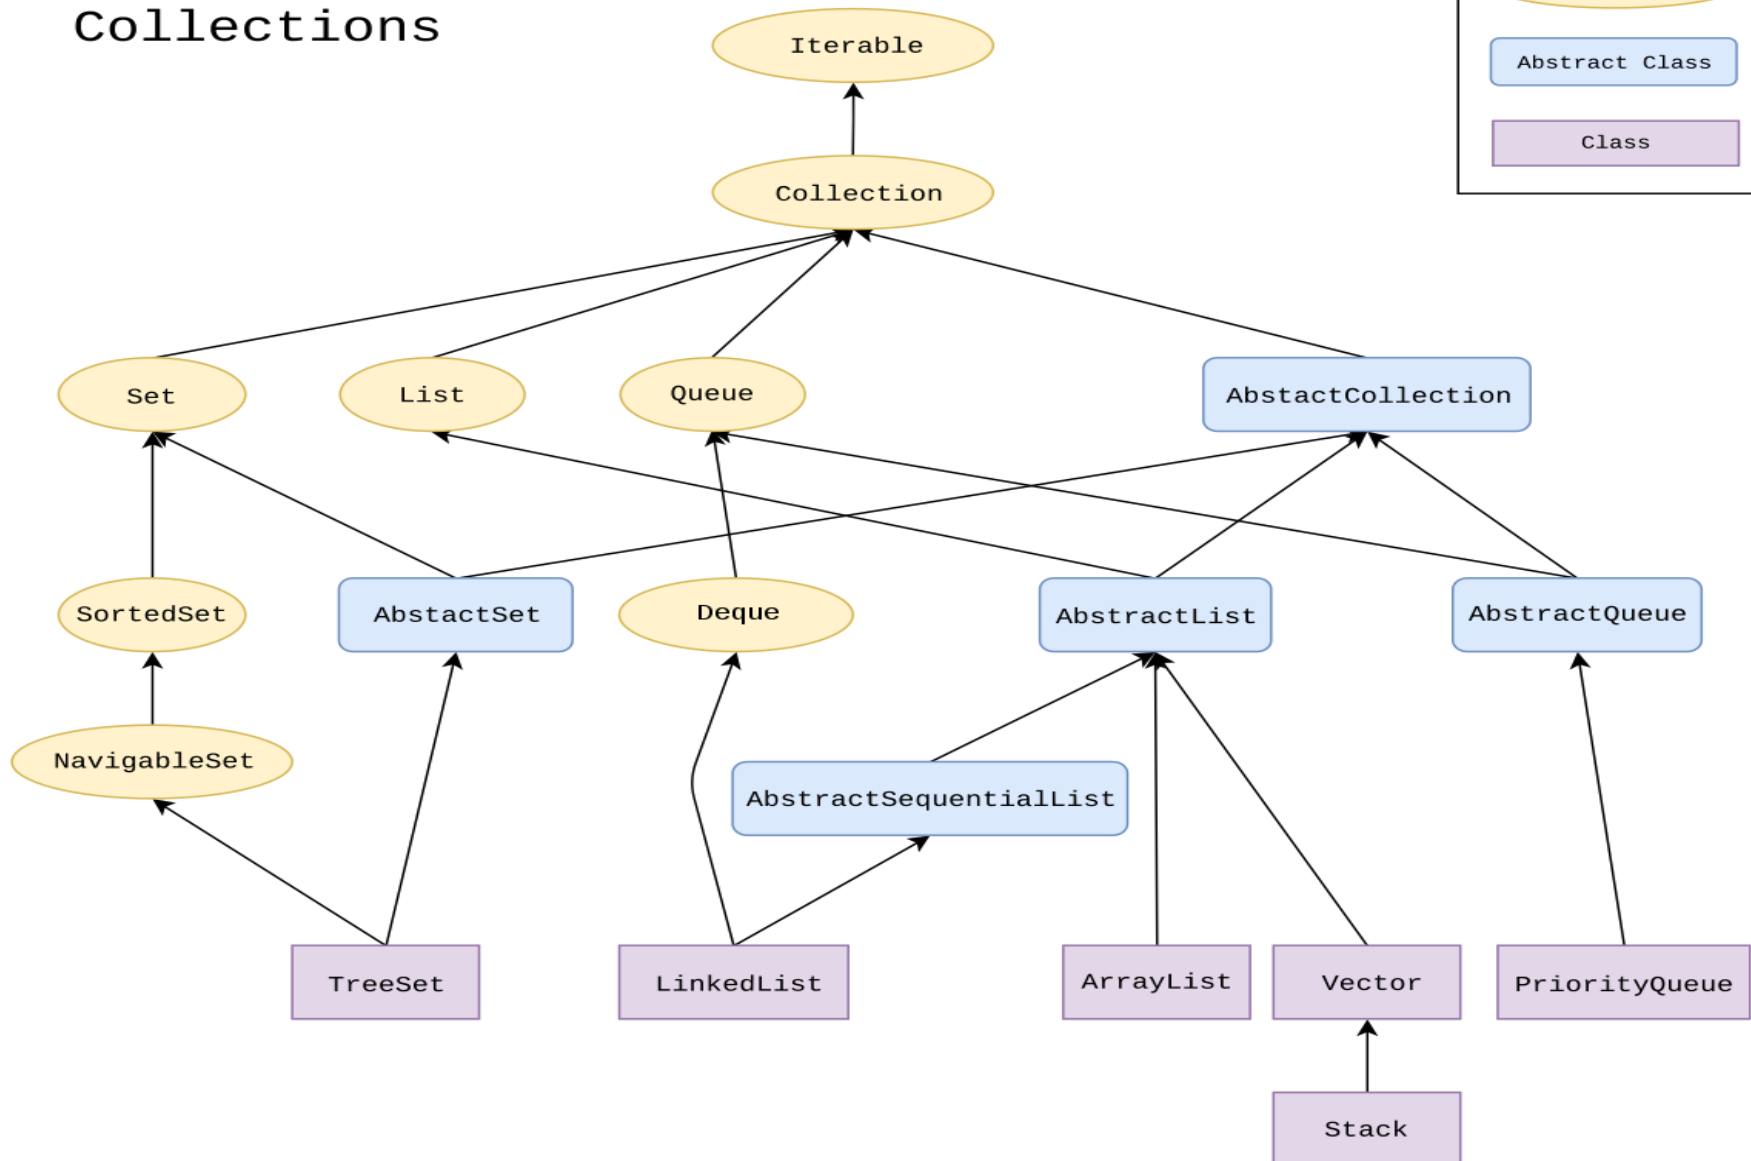 Collections
Iterable
Abstract Class
Class
Collection
Set
List
Queue
AbstactCollection
SortedSet
AbstactSet
Deque
AbstractList
AbstractQueue
NavigableSet
AbstractSequentialList
TreeSet
LinkedList
ArrayList
Vector
PriorityQueue
Stack